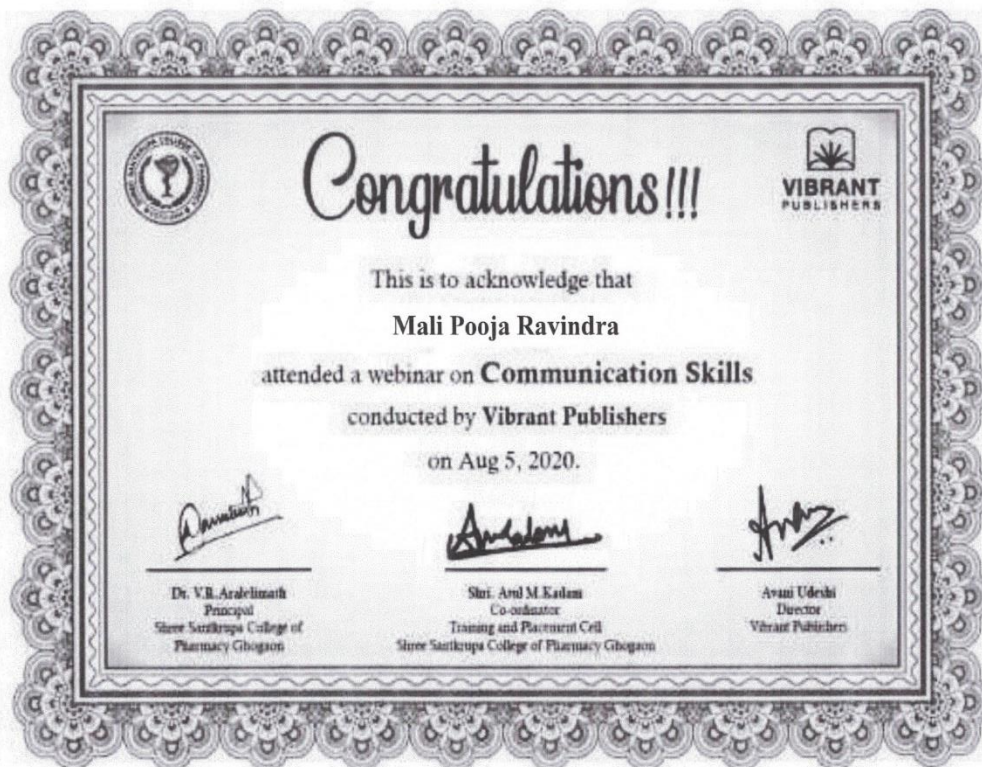 Congratulations!!!
VIBRANT
PUBLISHERS
This is to acknowledge that
Mali Pooja Ravindra
attended a webinar on Communication Skills
conducted by Vibrant Publishers
on Aug 5, 2020.
Dr. V.R. Aralelimath
Principal
Shree Santkrupa College of
Pharmacy Ghogaon
Shri. Atul M. Kadam
Co-ordinator
Training and Placement Cell
Shree Santkrupa College of Pharmacy Ghogaon
Avani Udeshi
Director
Vibrant Publishers